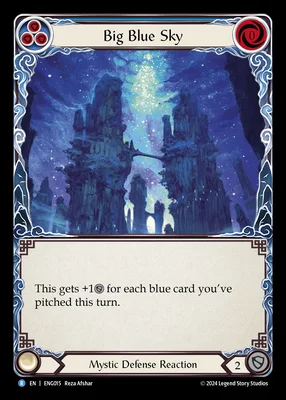 Big Blue Sky
This gets +1 for each blue card you've
pitched this turn.
Mystic Defense Reaction
2
R EN | ENG015 Reza Afshar
© 2024 Legend Story Studios